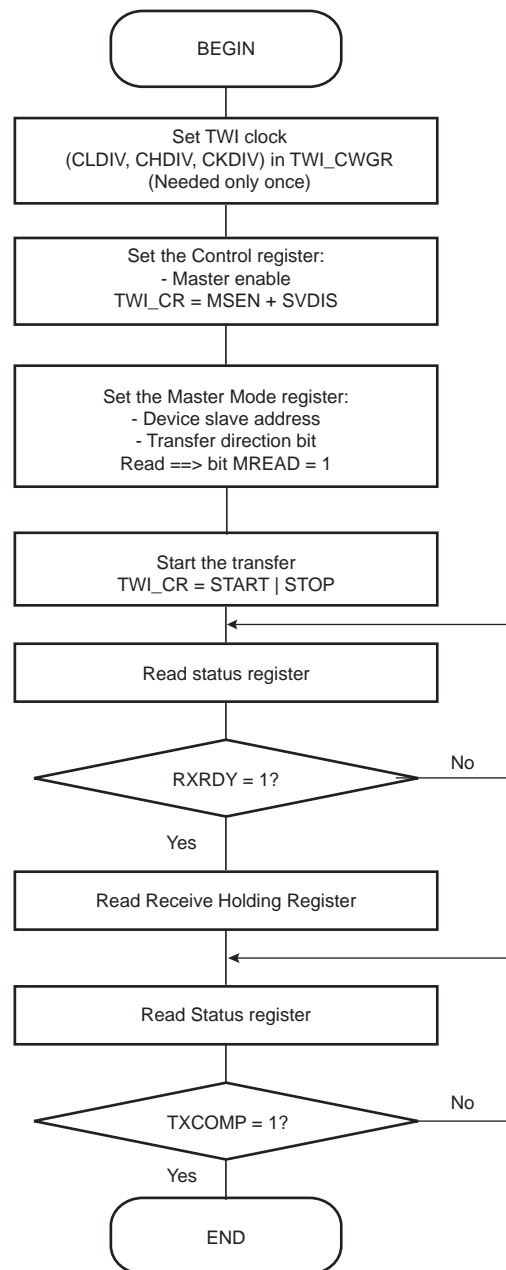 BEGIN
Set TWI clock
(CLDIV, CHDIV, CKDIV) in TWI_CWGR
(Needed only once)
Set the Control register:
- Master enable
TWI_CR = MSEN + SVDIS
Set the Master Mode register:
- Device slave address
- Transfer direction bit
Read ==> bit MREAD = 1
Start the transfer
TWI_CR = START | STOP
Read status register
RXRDY = 1?
No
Yes
Read Receive Holding Register
Read Status register
TXCOMP = 1?
No
Yes
END